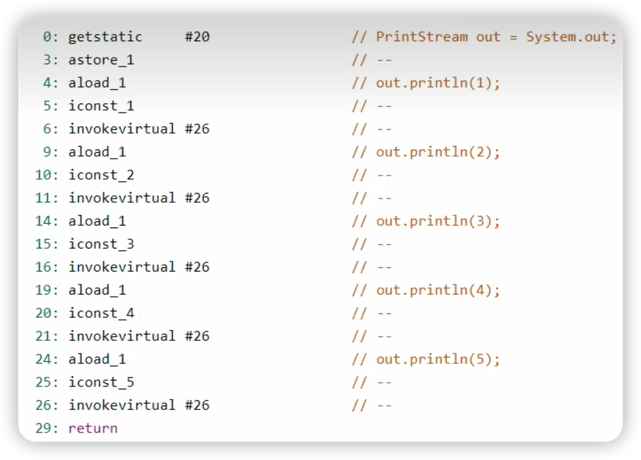 0: getstatic     #20                 // PrintStream out = System.out;
3: astore_1                          // --
4: aload_1                           // out.println(1);
5: iconst_1                          // --
6: invokevirtual #26                 // --
9: aload_1                           // out.println(2);
10: iconst_2                          // --
11: invokevirtual #26                 // --
14: aload_1                           // out.println(3);
15: iconst_3                          // --
16: invokevirtual #26                 // --
19: aload_1                           // out.println(4);
20: iconst_4                          // --
21: invokevirtual #26                 // --
24: aload_1                           // out.println(5);
25: iconst_5                          // --
26: invokevirtual #26                 // --
29: return